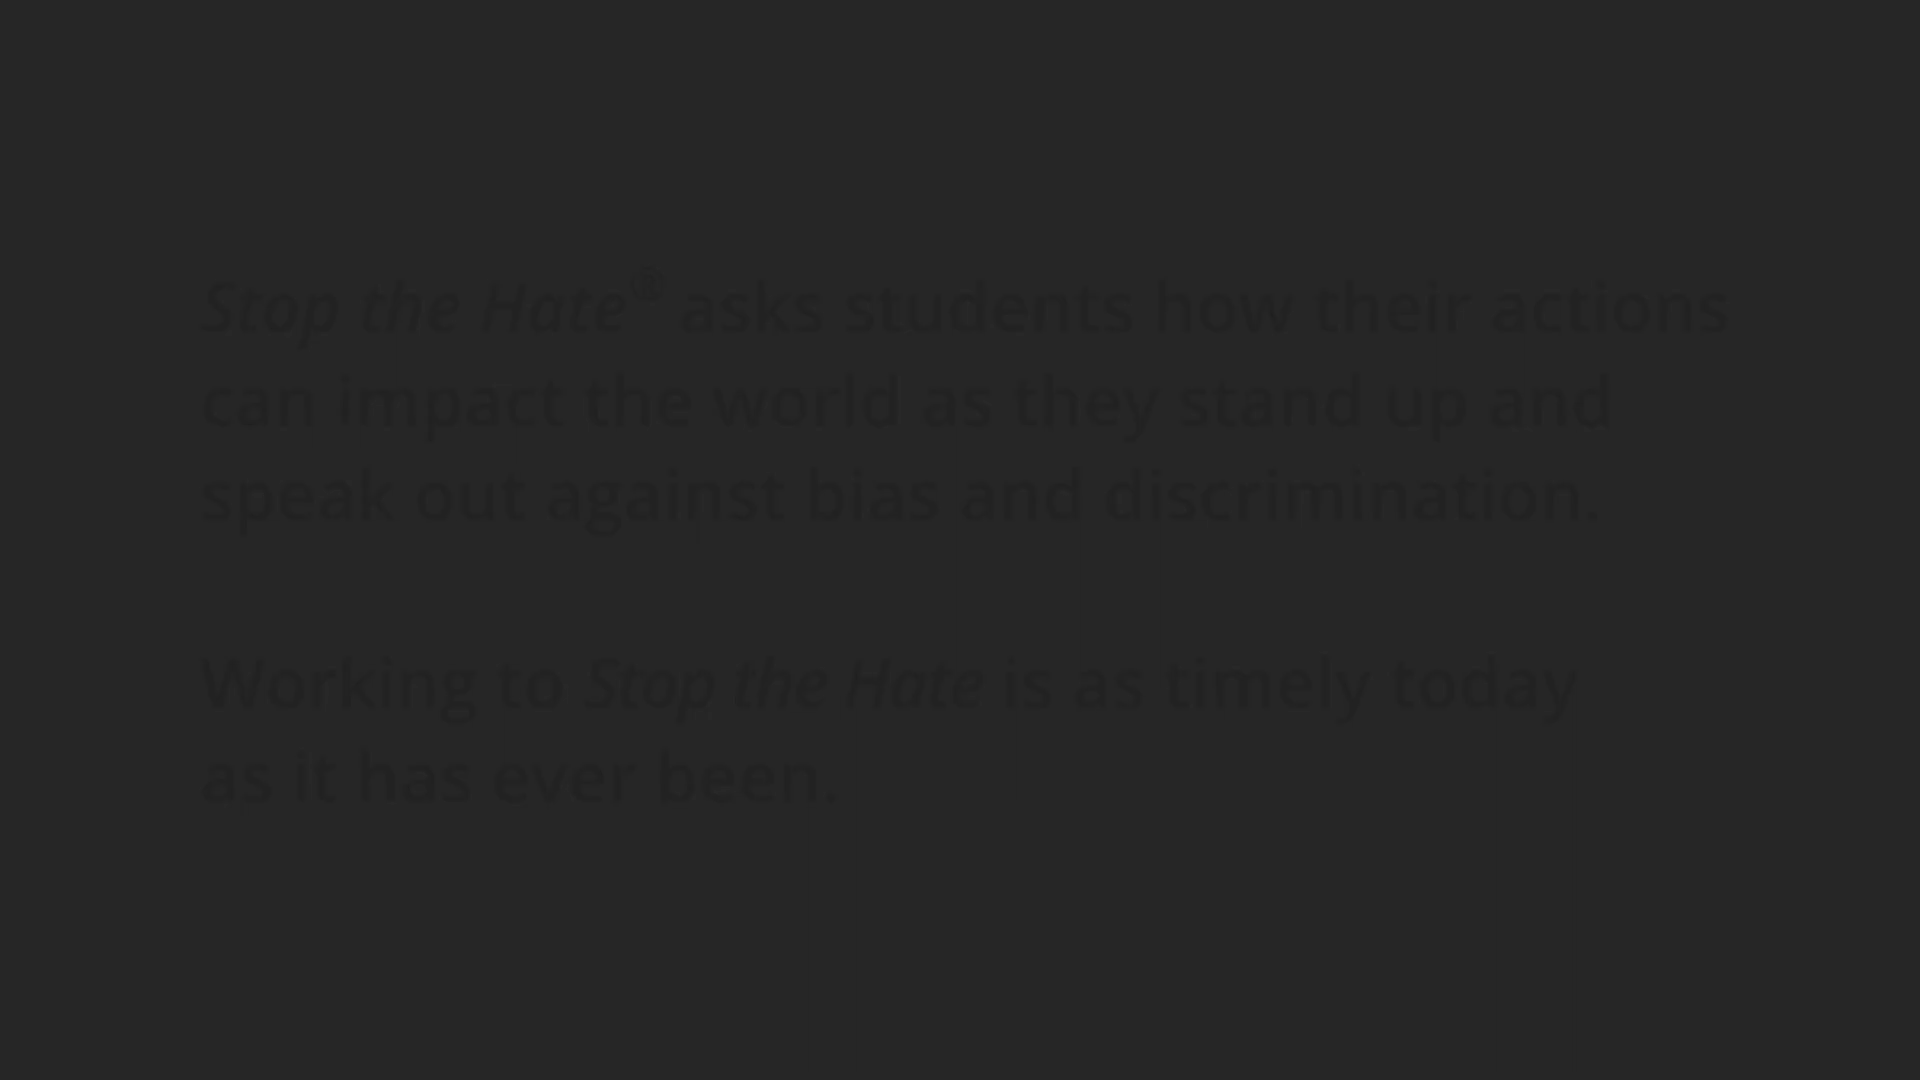 Stop the Hate® asks students how their actions
can impact the world as they stand up and
speak out against bias and discrimination.
Working to Stop the Hate is as timely today
as it has ever been.